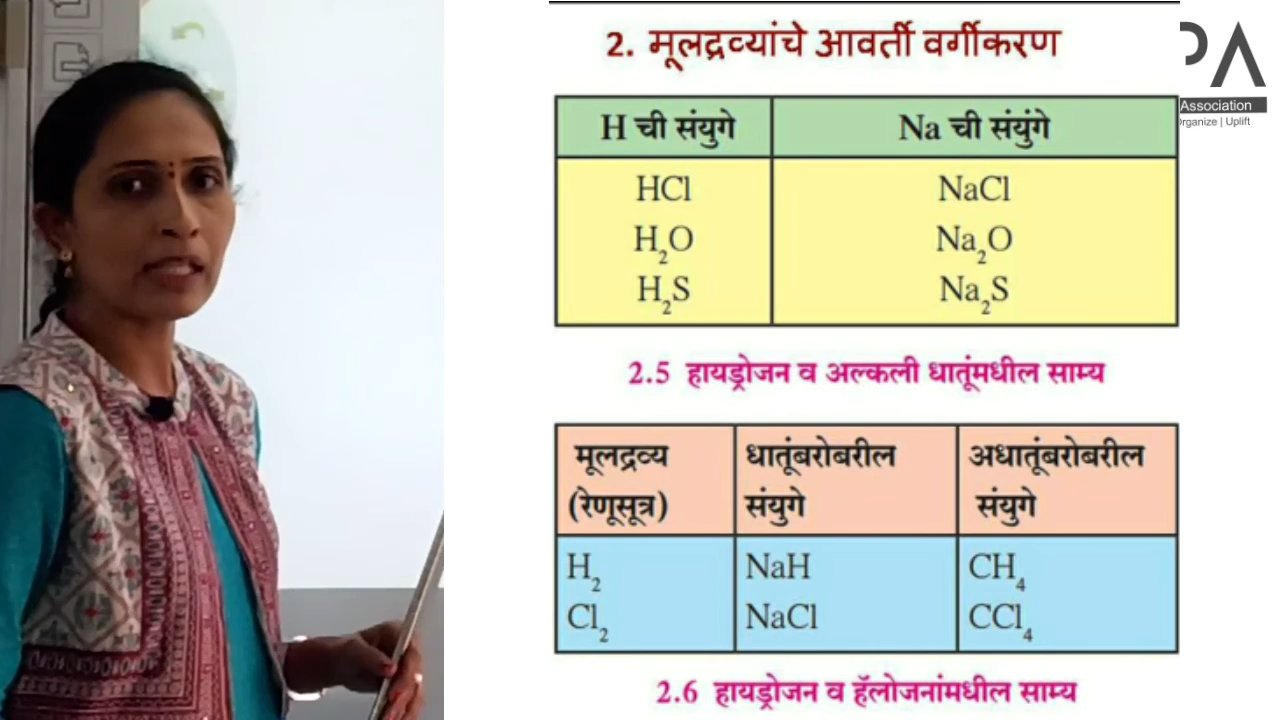 2. मूलद्रव्यांचे आवर्ती वर्गीकरण
PA
Association
Organize | Uplift
H ची संयुगे Na ची संयुंगे
HCl NaCl
H₂O Na₂O
H₂S Na₂S
2.5 हायड्रोजन व अल्कली धातूंमधील साम्य
मूलद्रव्य धातूंबरोबरील अधातूंबरोबरील
(रेणूसूत्र) संयुगे संयुगे
H₂ NaH CH₄
Cl₂ NaCl CCl₄
2.6 हायड्रोजन व हॅलोजनांमधील साम्य